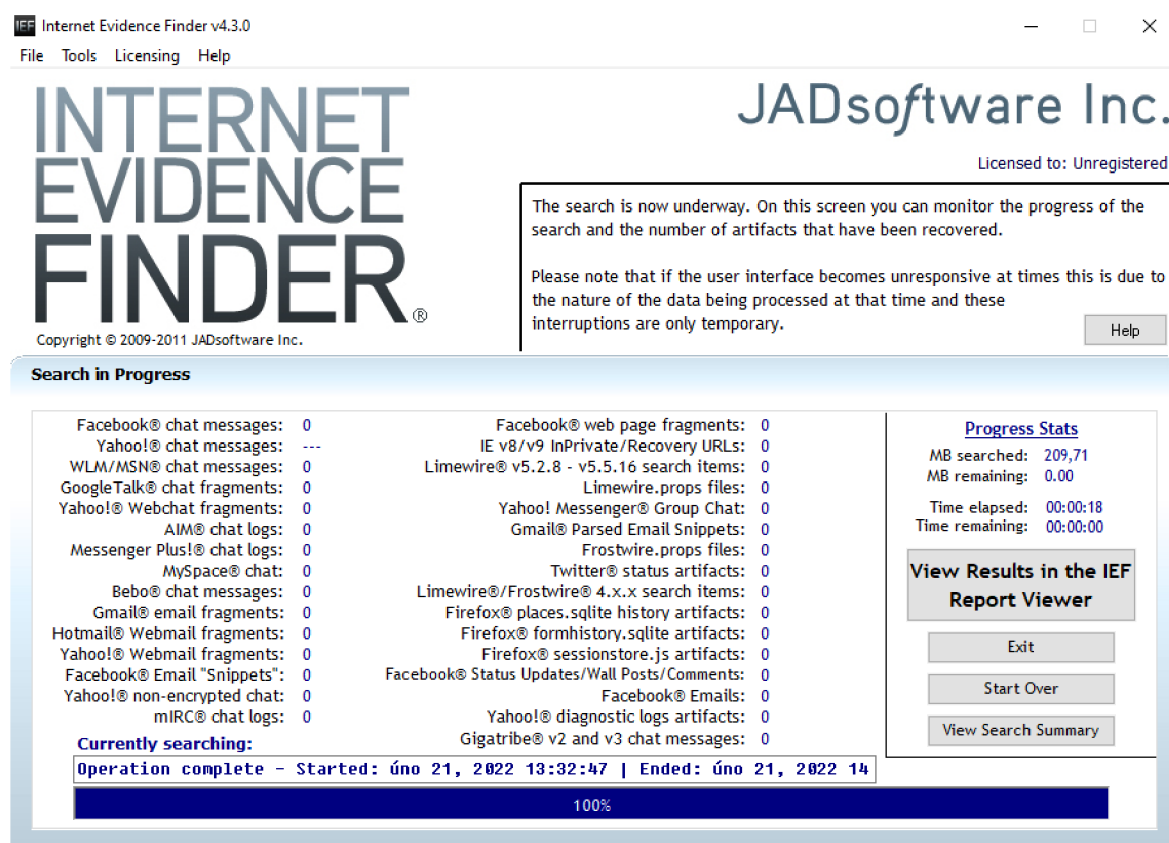 IEF Internet Evidence Finder v4.3.0
File Tools Licensing Help
INTERNET
EVIDENCE
FINDER®
Copyright © 2009-2011 JADsoftware Inc.
JADsoftware Inc.
Licensed to: Unregistered
The search is now underway. On this screen you can monitor the progress of the
search and the number of artifacts that have been recovered.
Please note that if the user interface becomes unresponsive at times this is due to
the nature of the data being processed at that time and these
interruptions are only temporary.
Help
Search in Progress
Facebook® chat messages: 0
Yahoo!® chat messages: ---
WLM/MSN® chat messages: 0
GoogleTalk® chat fragments: 0
Yahoo!® Webchat fragments: 0
AIM® chat logs: 0
Messenger Plus!® chat logs: 0
MySpace® chat: 0
Bebo® chat messages: 0
Gmail® email fragments: 0
Hotmail® Webmail fragments: 0
Yahoo!® Webmail fragments: 0
Facebook® Email "Snippets": 0
Yahoo!® non-encrypted chat: 0
mIRC® chat logs: 0
Facebook® web page fragments: 0
IE v8/v9 InPrivate/Recovery URLs: 0
Limewire® v5.2.8 - v5.5.16 search items: 0
Limewire.props files: 0
Yahoo! Messenger® Group Chat: 0
Gmail® Parsed Email Snippets: 0
Frostwire.props files: 0
Twitter® status artifacts: 0
Limewire®/Frostwire® 4.x.x search items: 0
Firefox® places.sqlite history artifacts: 0
Firefox® formhistory.sqlite artifacts: 0
Firefox® sessionstore.js artifacts: 0
Facebook® Status Updates/Wall Posts/Comments: 0
Facebook® Emails: 0
Yahoo!® diagnostic logs artifacts: 0
Gigatribe® v2 and v3 chat messages: 0
Progress Stats
MB searched: 209,71
MB remaining: 0.00
Time elapsed: 00:00:18
Time remaining: 00:00:00
View Results in the IEF
Report Viewer
Exit
Start Over
View Search Summary
Currently searching:
Operation complete - Started: úno 21, 2022 13:32:47 | Ended: úno 21, 2022 14
100%